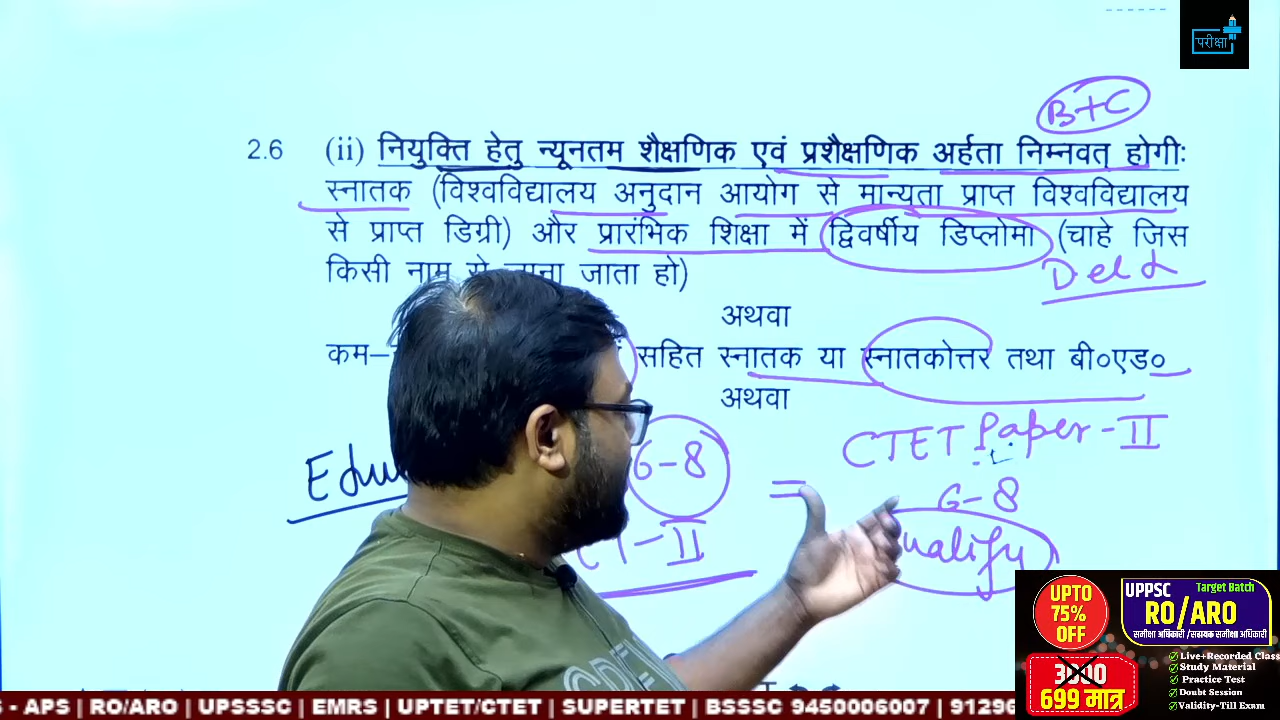 परीक्षा
B+C
2.6 (ii) नियुक्ति हेतु न्यूनतम शैक्षणिक एवं प्रशैक्षणिक अर्हता निम्नवत् होगीः
स्नातक (विश्वविद्यालय अनुदान आयोग से मान्यता प्राप्त विश्वविद्यालय
से प्राप्त डिग्री) और प्रारंभिक शिक्षा में द्विवर्षीय डिप्लोमा (चाहे जिस
किसी नाम से जाना जाता हो)
अथवा
कम– सहित स्नातक या स्नातकोत्तर तथा बी०एड०
अथवा
CTET Paper-II
6-8 = 6-8
-II
UPTO
75%
OFF
UPPSC Target Batch
RO/ARO
समीक्षा अधिकारी /सहायक समीक्षा अधिकारी
3000
699 मात्र
Live+Recorded Class
Study Material
Practice Test
Doubt Session
Validity-Till Exam
- APS | RO/ARO | UPSSSC | EMRS | UPTET/CTET | SUPERTET | BSSSC 9450006007 | 91296